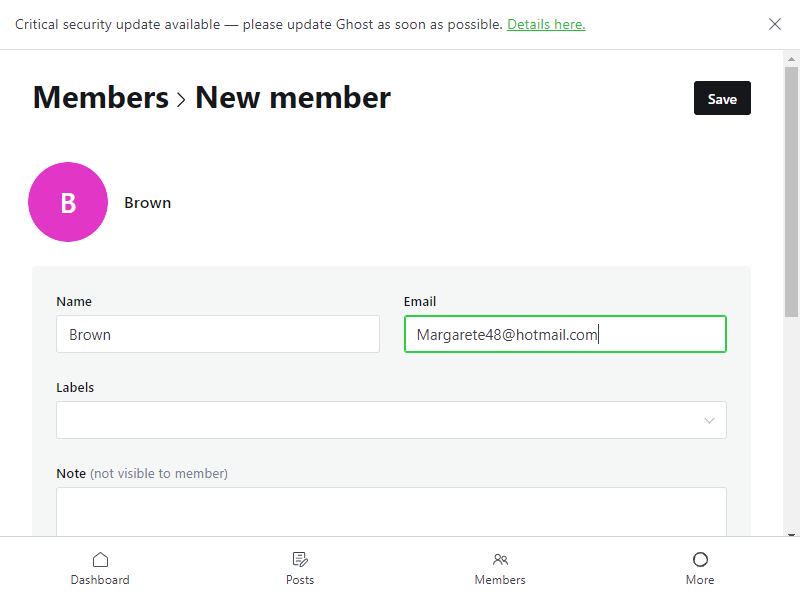 Critical security update available — please update Ghost as soon as possible. Details here.
Members > New member
Save
B
Brown
Name
Email
Brown
Margarete48@hotmail.com
Labels
Note (not visible to member)
Dashboard
Posts
Members
More